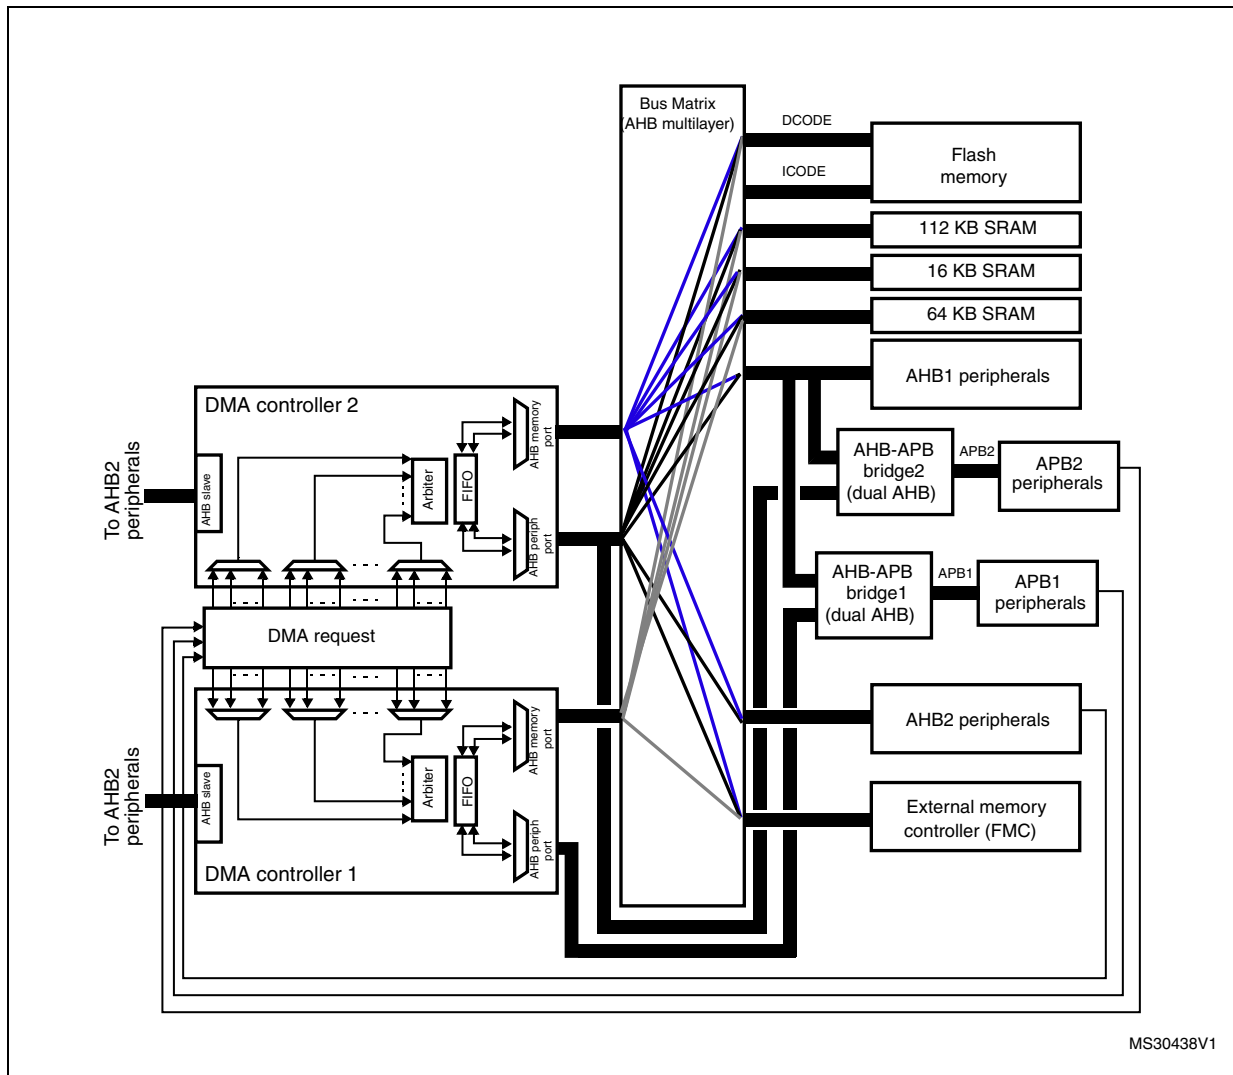 Bus Matrix
(AHB multilayer)
DCODE
Flash
memory
ICODE
112 KB SRAM
16 KB SRAM
64 KB SRAM
AHB1 peripherals
DMA controller 2
To AHB2
peripherals
AHB slave
Arbiter
FIFO
AHB memory
port
AHB periph
port
AHB-APB
bridge2
(dual AHB)
APB2
APB2
peripherals
AHB-APB
bridge1
(dual AHB)
APB1
APB1
peripherals
DMA request
To AHB2
peripherals
AHB slave
Arbiter
FIFO
AHB memory
port
AHB periph
port
DMA controller 1
AHB2 peripherals
External memory
controller (FMC)
MS30438V1